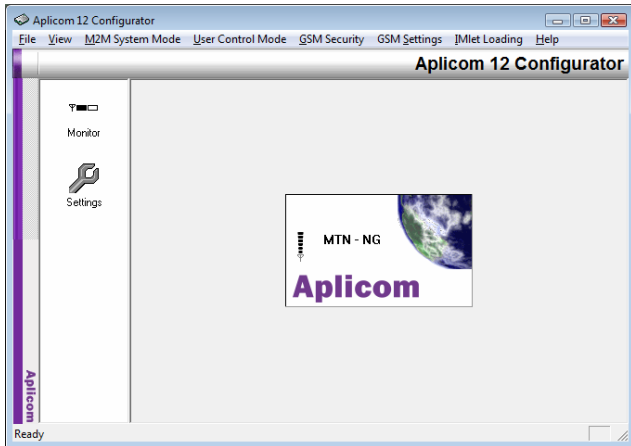 Aplicom 12 Configurator
File View M2M System Mode User Control Mode GSM Security GSM Settings IMlet Loading Help
Aplicom 12 Configurator
Monitor
Settings
MTN - NG
Aplicom
Aplicom
Ready